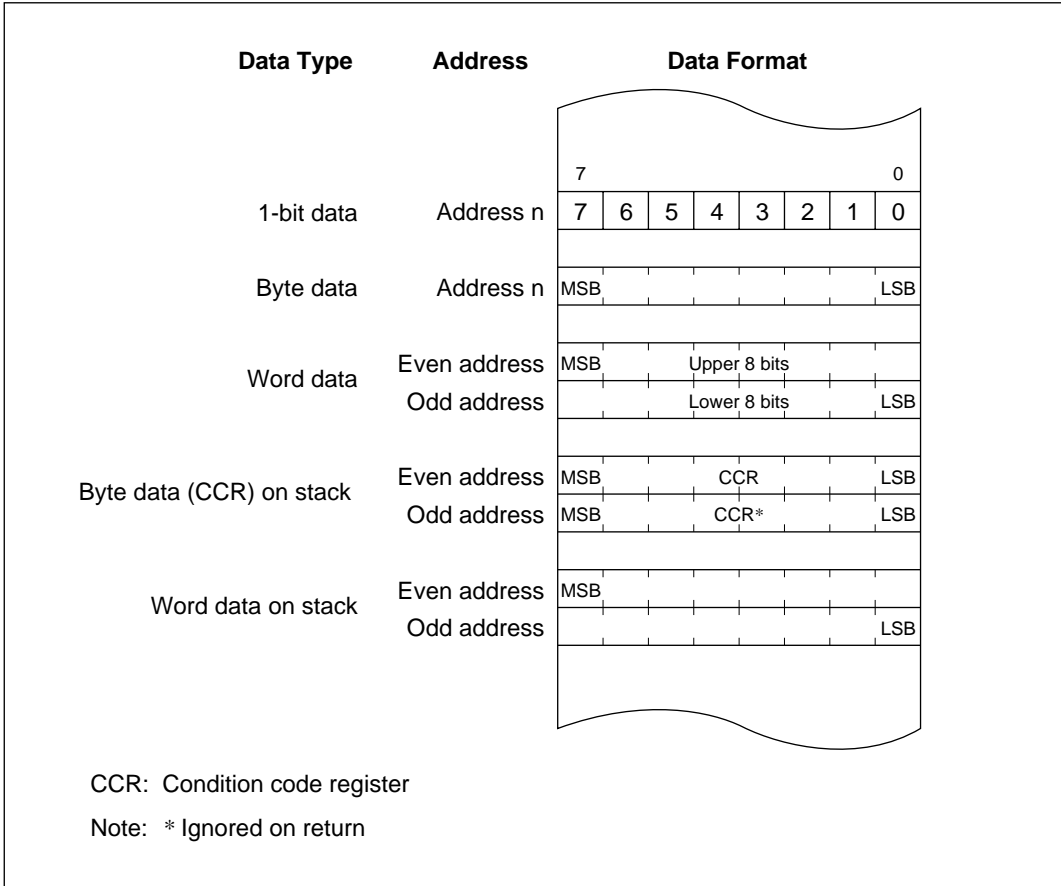 Data Type Address Data Format
7 0
1-bit data Address n 7 6 5 4 3 2 1 0
Byte data Address n MSB LSB
Word data
Even address MSB Upper 8 bits
Odd address Lower 8 bits LSB
Byte data (CCR) on stack
Even address MSB CCR LSB
Odd address MSB CCR* LSB
Word data on stack
Even address MSB
Odd address LSB
CCR: Condition code register
Note: * Ignored on return